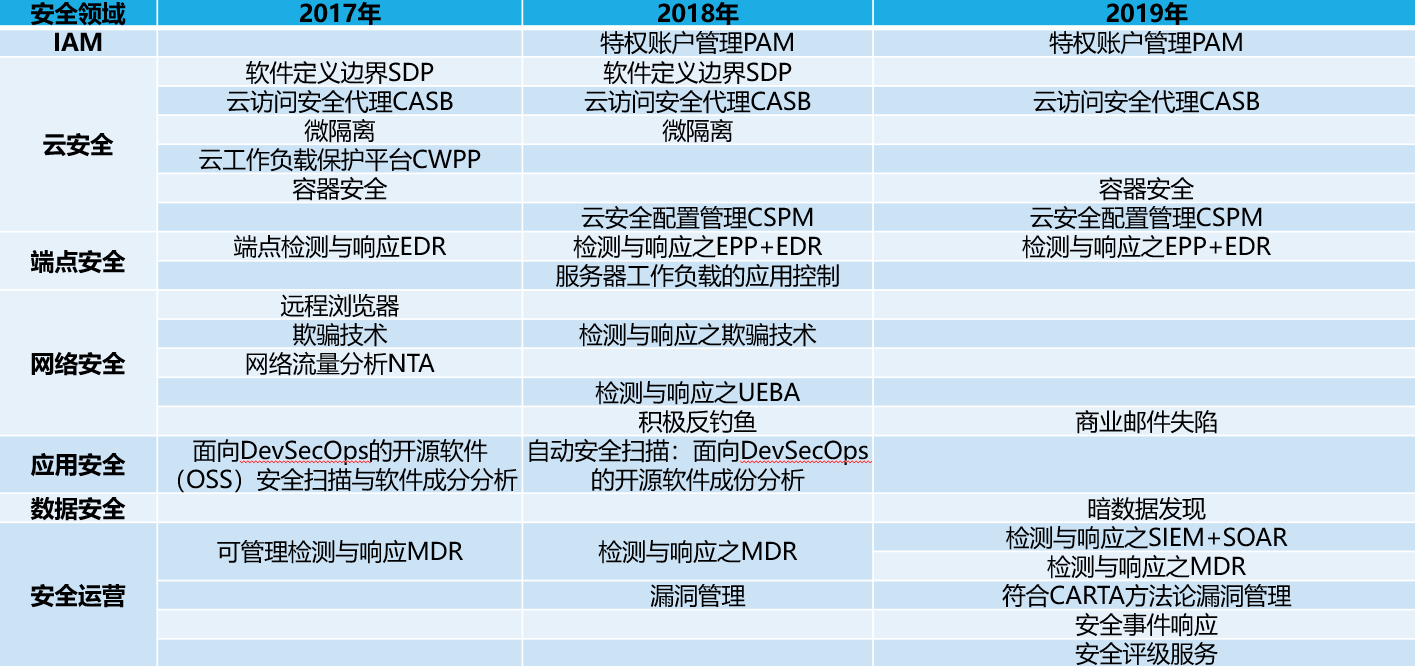 安全领域 2017年 2018年 2019年
IAM 特权账户管理PAM 特权账户管理PAM
软件定义边界SDP 软件定义边界SDP
云访问安全代理CASB 云访问安全代理CASB 云访问安全代理CASB
微隔离 微隔离
云安全
云工作负载保护平台CWPP
容器安全 容器安全
云安全配置管理CSPM 云安全配置管理CSPM
端点安全
端点检测与响应EDR 检测与响应之EPP+EDR 检测与响应之EPP+EDR
服务器工作负载的应用控制
远程浏览器
欺骗技术 检测与响应之欺骗技术
网络安全
网络流量分析NTA
检测与响应之UEBA
积极反钓鱼 商业邮件失陷
应用安全
面向DevSecOps的开源软件
（OSS）安全扫描与软件成分分析
自动安全扫描：面向DevSecOps
的开源软件成份分析
数据安全 暗数据发现
安全运营
可管理检测与响应MDR 检测与响应之MDR
检测与响应之SIEM+SOAR
检测与响应之MDR
漏洞管理 符合CARTA方法论漏洞管理
安全事件响应
安全评级服务